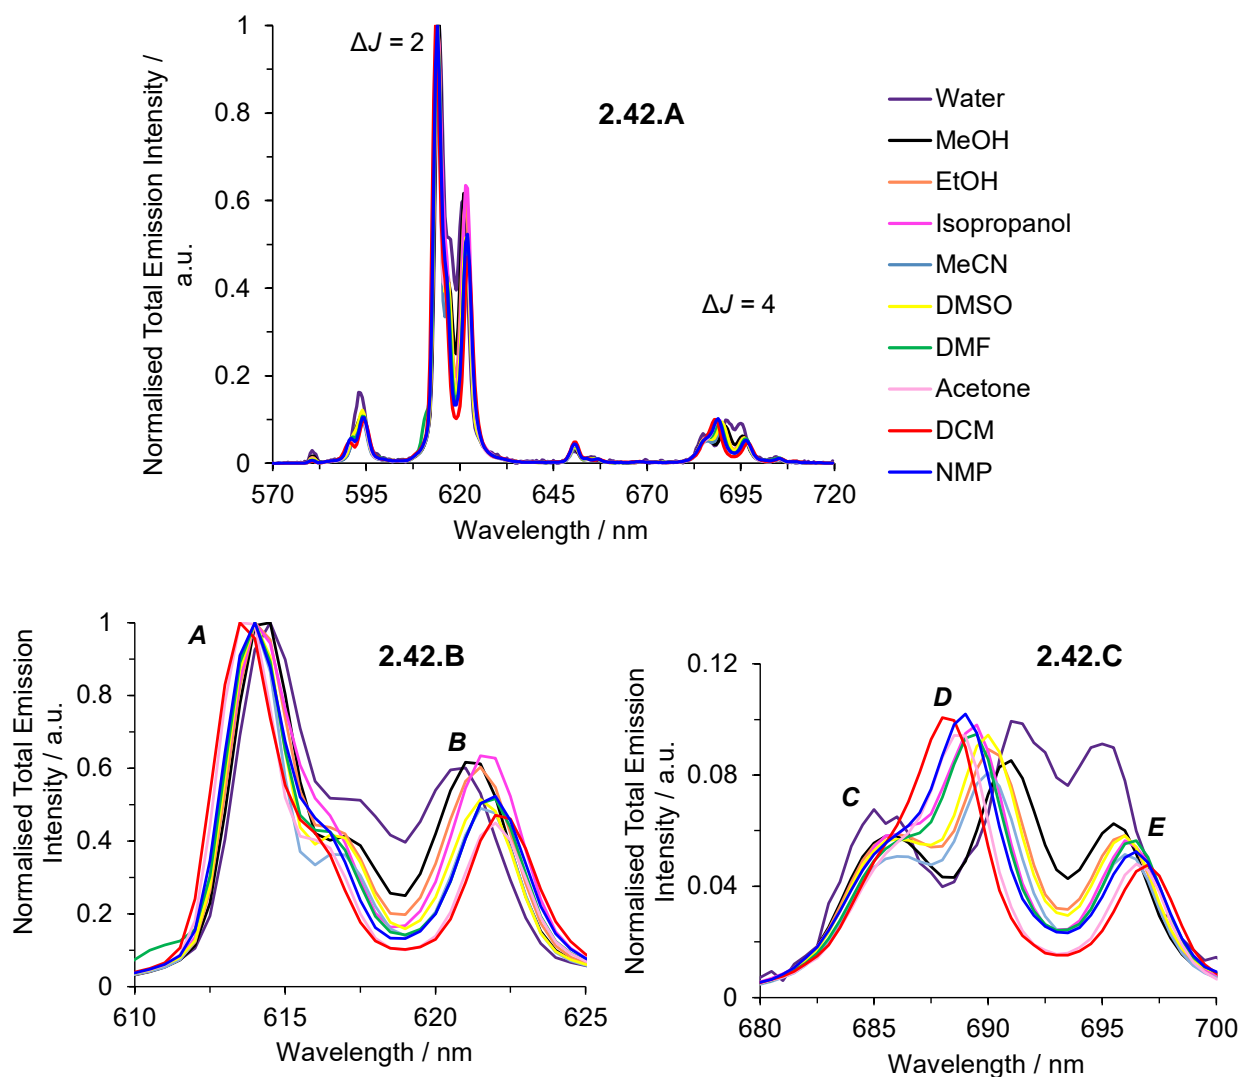 Normalised Total Emission Intensity /
a.u.
1
0.8
0.6
0.4
0.2
0
ΔJ = 2
2.42.A
ΔJ = 4
570
595
620
645
670
695
720
Wavelength / nm
Water
MeOH
EtOH
Isopropanol
MeCN
DMSO
DMF
Acetone
DCM
NMP
Normalised Total Emission
Intensity / a.u.
1
0.8
0.6
0.4
0.2
0
A
2.42.B
B
610
615
620
625
Wavelength / nm
Normalised Total Emission
Intensity / a.u.
0.12
0.08
0.04
0
2.42.C
D
C
E
680
685
690
695
700
Wavelength / nm